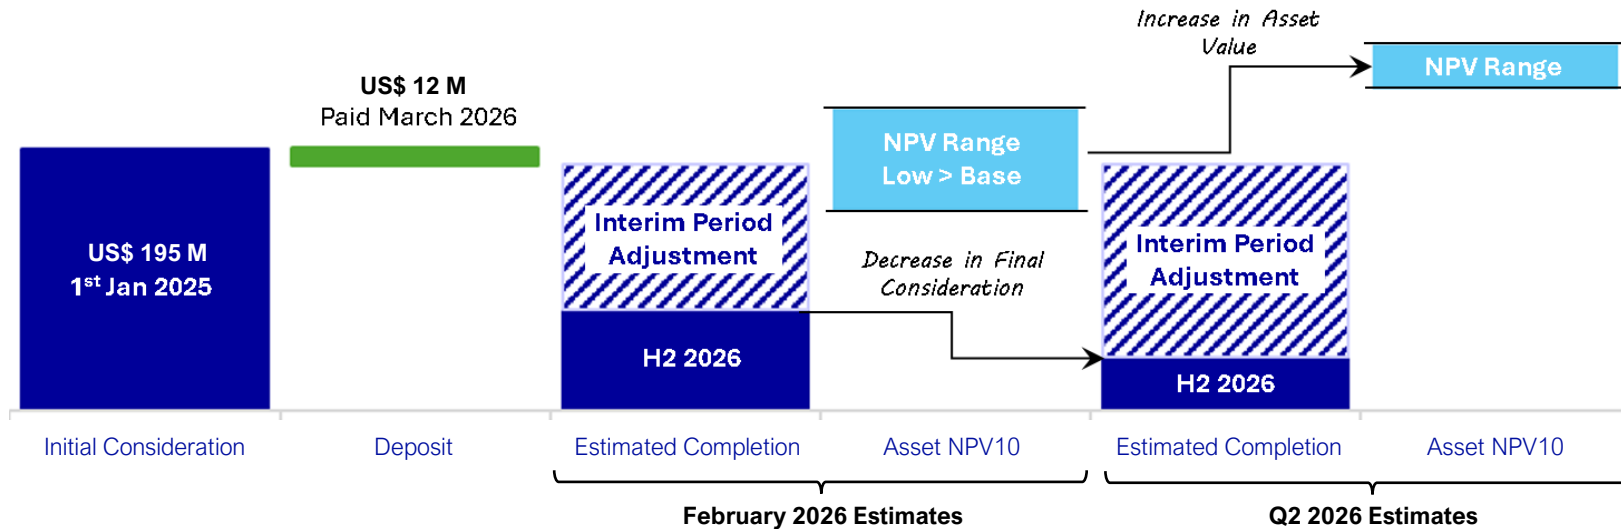 Increase in Asset
Value
NPV Range
US$ 12 M
Paid March 2026
NPV Range
Low > Base
US$ 195 M
1st Jan 2025
Interim Period
Adjustment
Decrease in Final
Consideration
Interim Period
Adjustment
H2 2026
H2 2026
Initial Consideration
Deposit
Estimated Completion
Asset NPV10
Estimated Completion
Asset NPV10
February 2026 Estimates
Q2 2026 Estimates